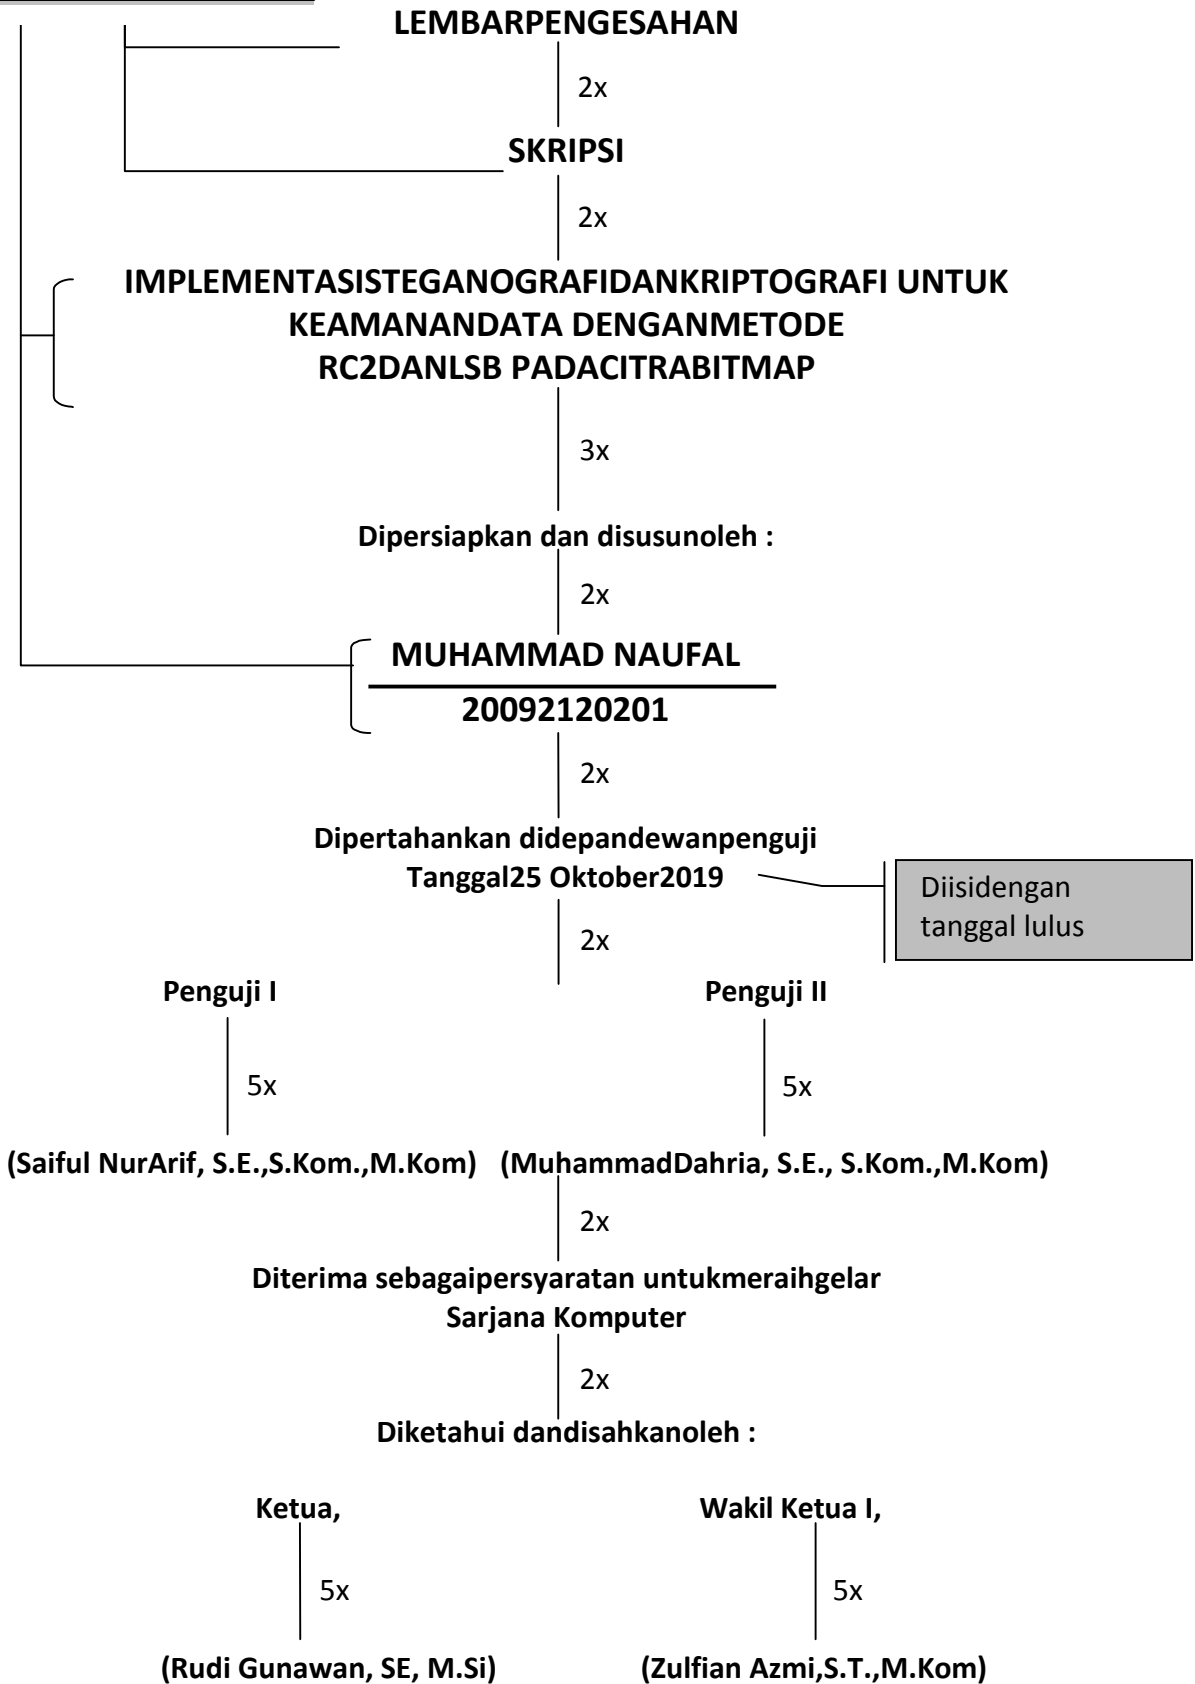 LEMBARPENGESAHAN
2x
SKRIPSI
2x
IMPLEMENTASISTEGANOGRAFIDANKRIPTOGRAFI UNTUK
KEAMANANDATA DENGANMETODE
RC2DANLSB PADACITRABITMAP
3x
Dipersiapkan dan disusunoleh :
2x
MUHAMMAD NAUFAL
20092120201
2x
Dipertahankan didepandewanpenguji
Tanggal25 Oktober2019
Diisidengan
tanggal lulus
2x
Penguji I Penguji II
5x 5x
(Saiful NurArif, S.E.,S.Kom.,M.Kom) (MuhammadDahria, S.E., S.Kom.,M.Kom)
2x
Diterima sebagaipersyaratan untukmeraihgelar
Sarjana Komputer
2x
Diketahui dandisahkanoleh :
Ketua, Wakil Ketua I,
5x 5x
(Rudi Gunawan, SE, M.Si) (Zulfian Azmi,S.T.,M.Kom)